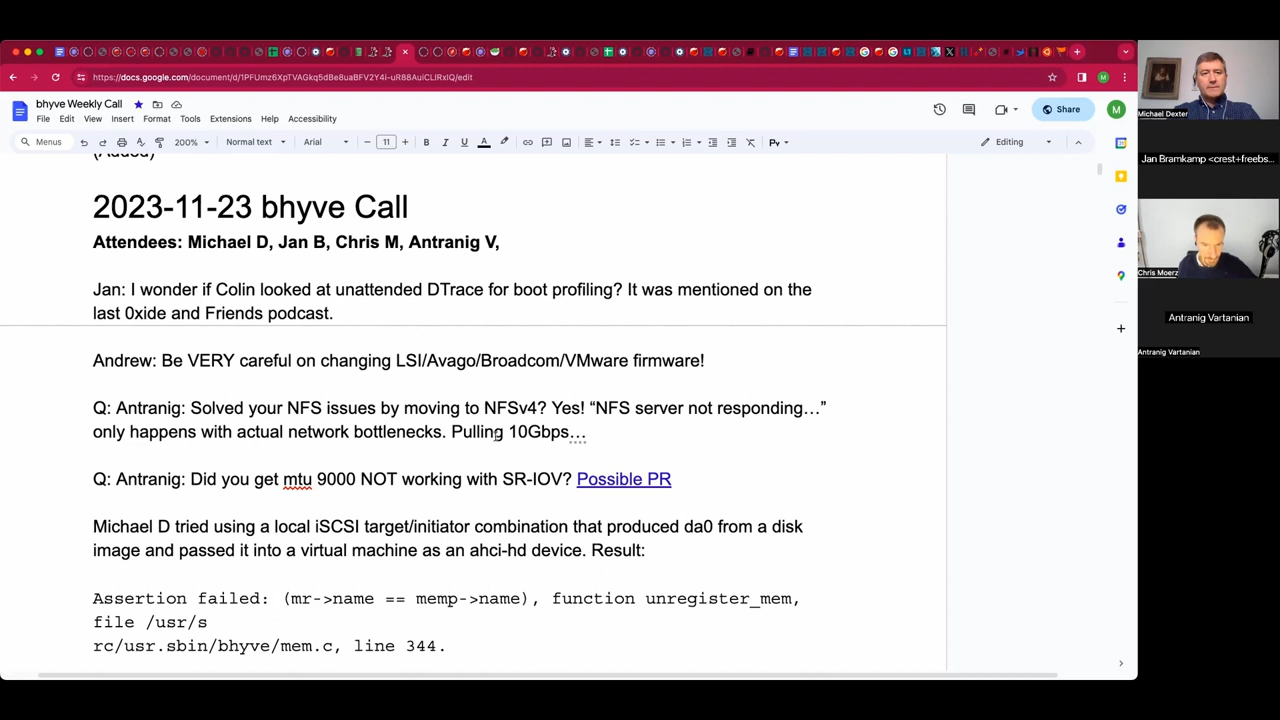 https://docs.google.com/document/d/1PFUmz6XpTVAGkq5dBe8uaBFV2Y4i-uR88AuiCLfRxIQ/edit
bhyve Weekly Call
File Edit View Insert Format Tools Extensions Help Accessibility
Share
M
Menus 200% Normal text Arial 11 Editing
(Added)
2023-11-23 bhyve Call
Attendees: Michael D, Jan B, Chris M, Antranig V,
Jan: I wonder if Colin looked at unattended DTrace for boot profiling? It was mentioned on the
last 0xide and Friends podcast.
Andrew: Be VERY careful on changing LSI/Avago/Broadcom/VMware firmware!
Q: Antranig: Solved your NFS issues by moving to NFSv4? Yes! “NFS server not responding…”
only happens with actual network bottlenecks. Pulling 10Gbps…
Q: Antranig: Did you get mtu 9000 NOT working with SR-IOV? Possible PR
Michael D tried using a local iSCSI target/initiator combination that produced da0 from a disk
image and passed it into a virtual machine as an ahci-hd device. Result:
Assertion failed: (mr->name == memp->name), function unregister_mem,
file /usr/s
rc/usr.sbin/bhyve/mem.c, line 344.
Michael Dexter
Jan Bramkamp <crest+freebs...
Chris Moerz
Antranig Vartanian
Antranig Vartanian